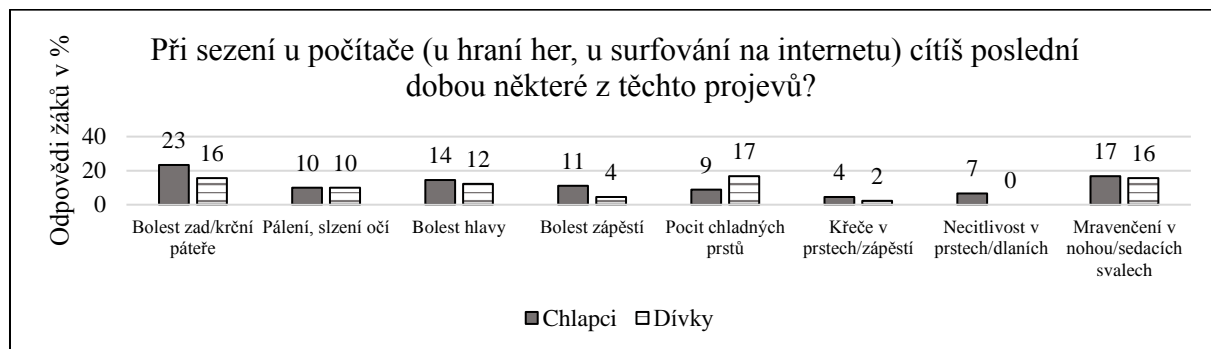 Při sezení u počítače (u hraní her, u surfování na internetu) cítíš poslední
dobou některé z těchto projevů?
Odpovědi žáků v %
40
20
0
23 16 10 10 14 12 11 4 9 17 4 2 7 0 17 16
Bolest zad/krční
páteře
Pálení, slzení očí
Bolest hlavy
Bolest zápěstí
Pocit chladných
prstů
Křeče v
prstech/zápěstí
Necitlivost v
prstech/dlaních
Mravenčení v
nohou/sedacích
svalech
Chlapci Dívky